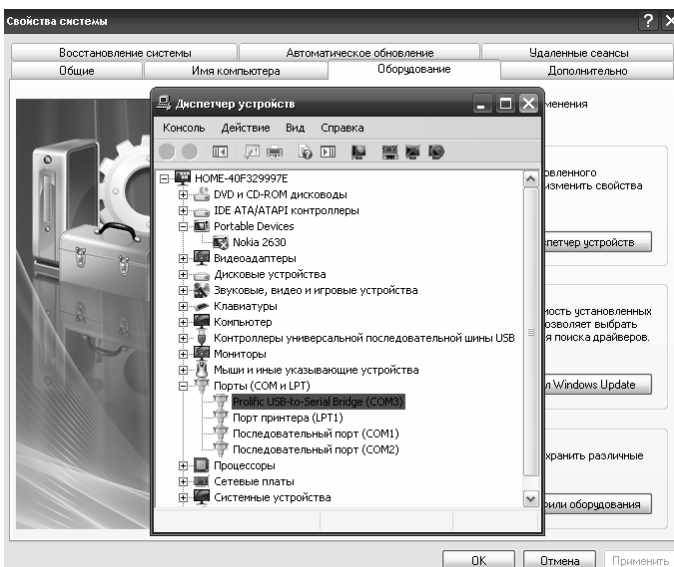 Свойства системы
Восстановление системы
Автоматическое обновление
Удаленные сеансы
Общие
Имя компьютера
Оборудование
Дополнительно
Диспетчер устройств
менения
Консоль Действие Вид Справка
HOME-40F329997E
DVD и CD-ROM дисководы
IDE ATA/ATAPI контроллеры
Portable Devices
Nokia 2630
Видеоадаптеры
Дисковые устройства
Звуковые, видео и игровые устройства
Клавиатуры
Компьютер
Контроллеры универсальной последовательной шины USB
Мониторы
Мыши и иные указывающие устройства
Порты (COM и LPT)
Prolific USB-to-Serial Bridge (COM3)
Порт принтера (LPT1)
Последовательный порт (COM1)
Последовательный порт (COM2)
Процессоры
Сетевые платы
Системные устройства
овленного
изменить свойства
петчер устройств
мость установленных
озволяет выбрать
я поиска драйверов.
л Windows Update
хранить различные
или оборудования
OK
Отмена
Применить